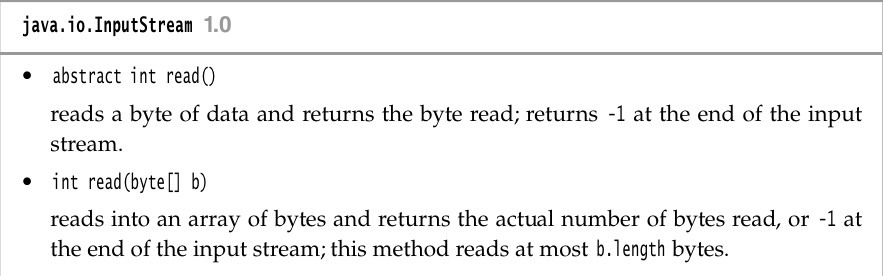 java.io.InputStream 1.0
• abstract int read()
reads a byte of data and returns the byte read; returns -1 at the end of the input
stream.
• int read(byte[] b)
reads into an array of bytes and returns the actual number of bytes read, or -1 at
the end of the input stream; this method reads at most b.length bytes.